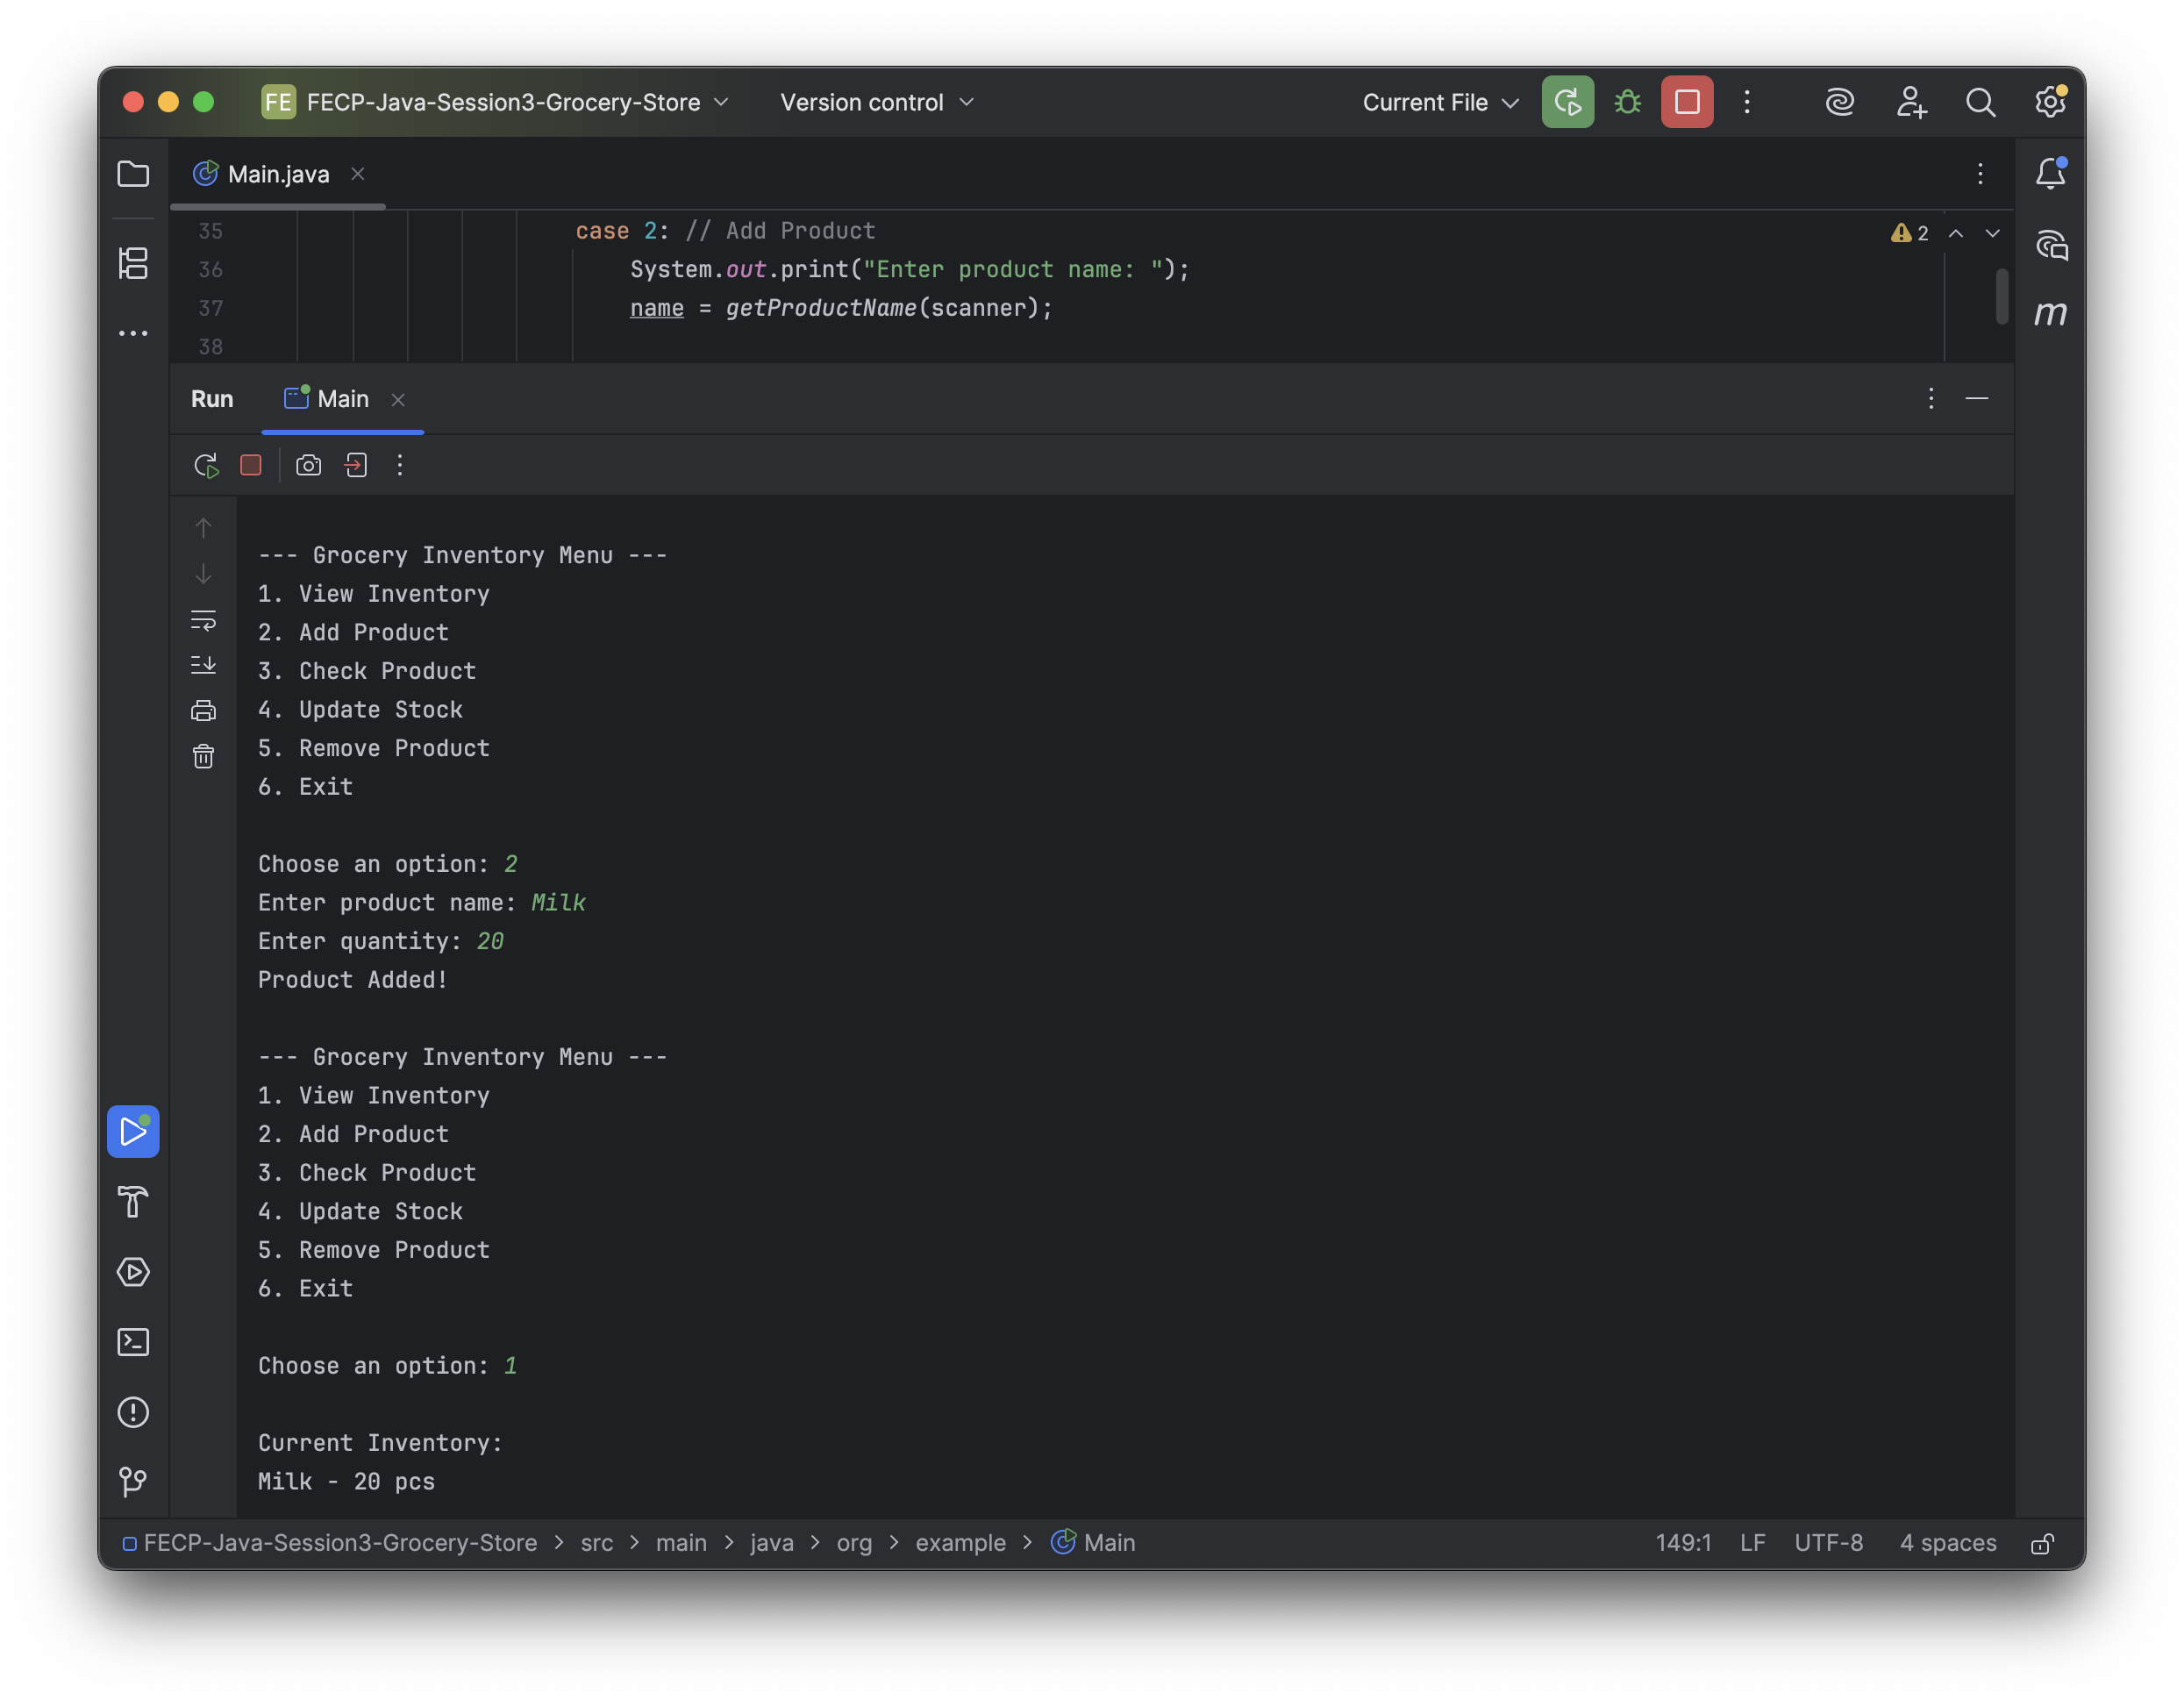 FE FECP-Java-Session3-Grocery-Store Version control Current File
Main.java
35 case 2: // Add Product
2
36 System.out.print("Enter product name: ");
37 name = getProductName(scanner);
38
m
Run Main
--- Grocery Inventory Menu ---
1. View Inventory
2. Add Product
3. Check Product
4. Update Stock
5. Remove Product
6. Exit
Choose an option: 2
Enter product name: Milk
Enter quantity: 20
Product Added!
--- Grocery Inventory Menu ---
1. View Inventory
2. Add Product
3. Check Product
4. Update Stock
5. Remove Product
6. Exit
Choose an option: 1
Current Inventory:
Milk - 20 pcs
FECP-Java-Session3-Grocery-Store > src > main > java > org > example > Main 149:1 LF UTF-8 4 spaces